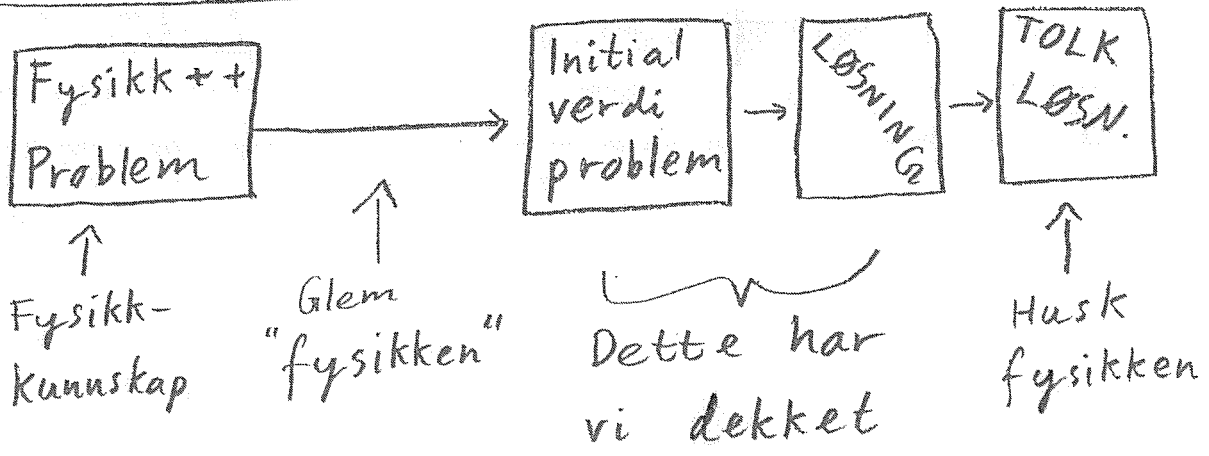 Fysikk++
Problem
Initial
verdi
problem
LØSNING
TOLK
LØSN.
Fysikk-
kunnskap
Glem
"fysikken"
Dette har
vi dekket
Husk
fysikken